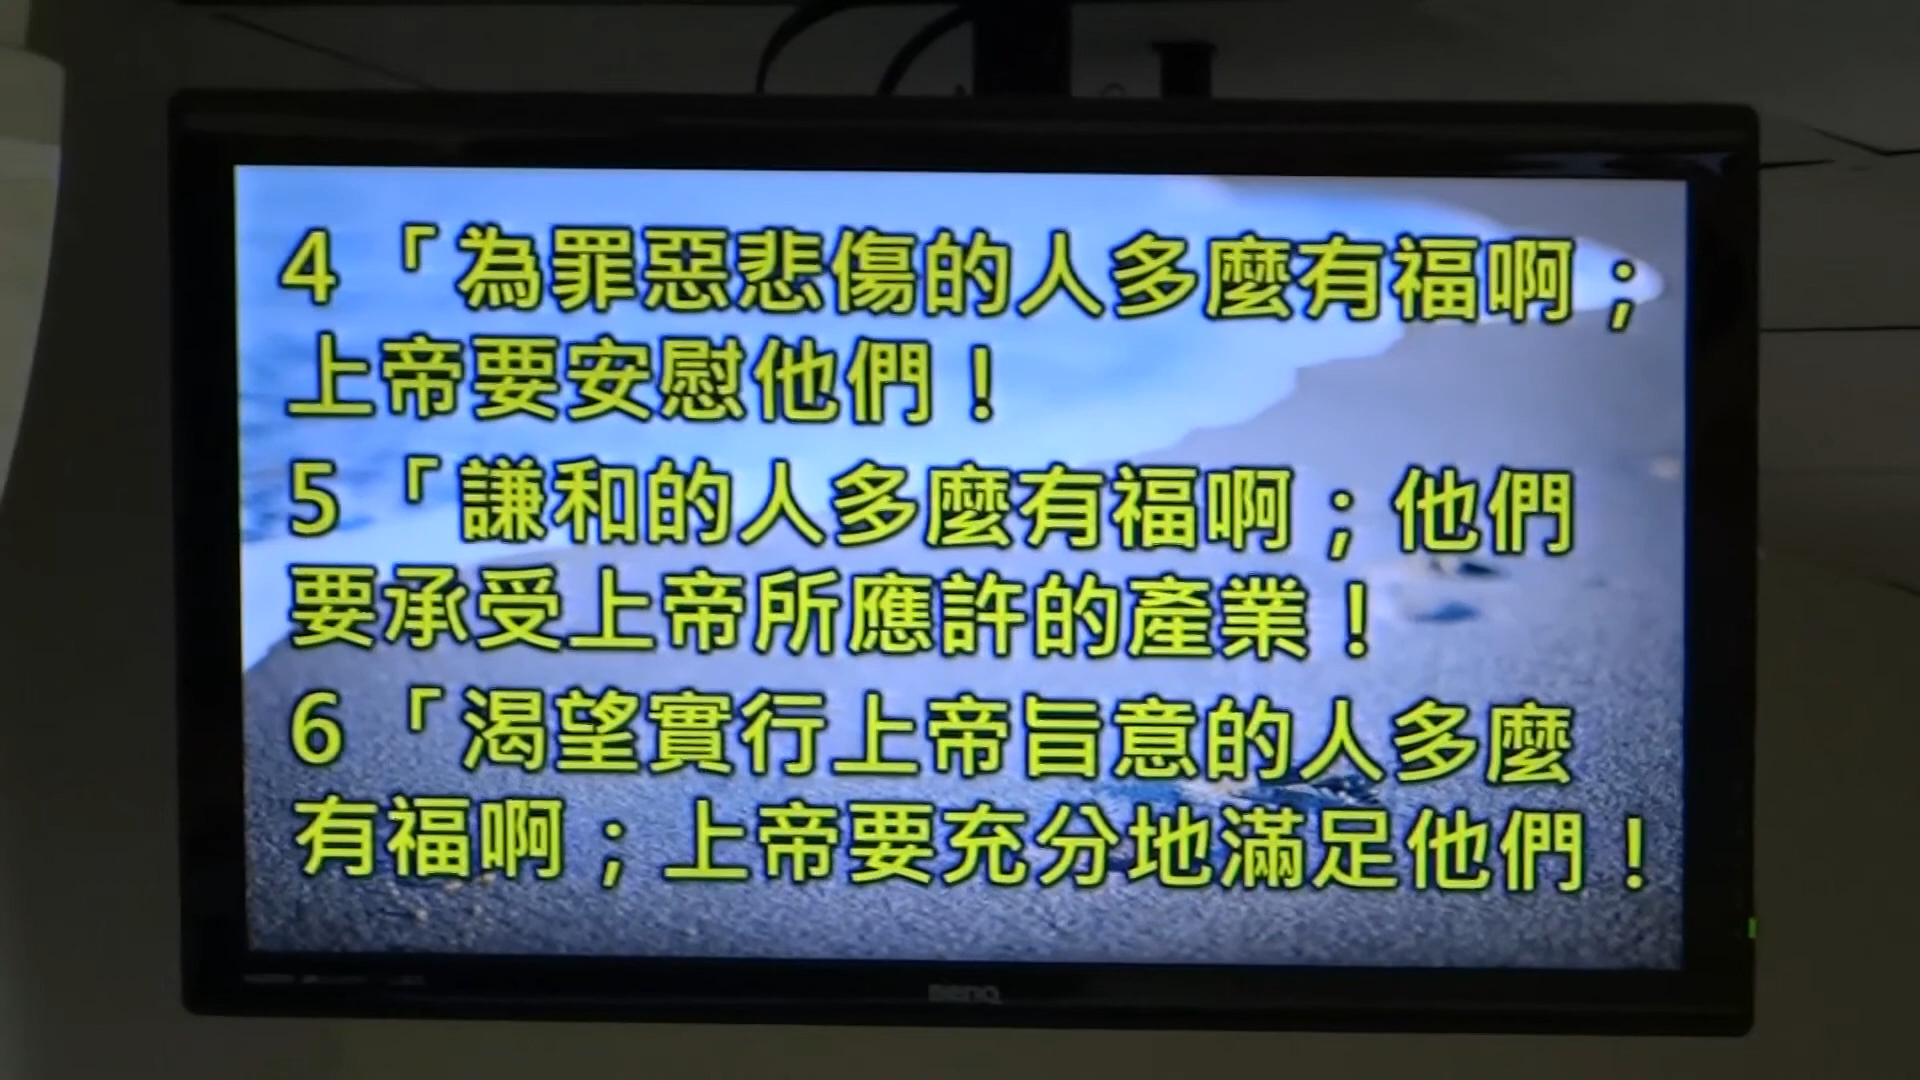 4「為罪惡悲傷的人多麼有福啊；
上帝要安慰他們！
5「謙和的人多麼有福啊；他們
要承受上帝所應許的產業！
6「渴望實行上帝旨意的人多麼
有福啊；上帝要充分地滿足他們！
BenQ